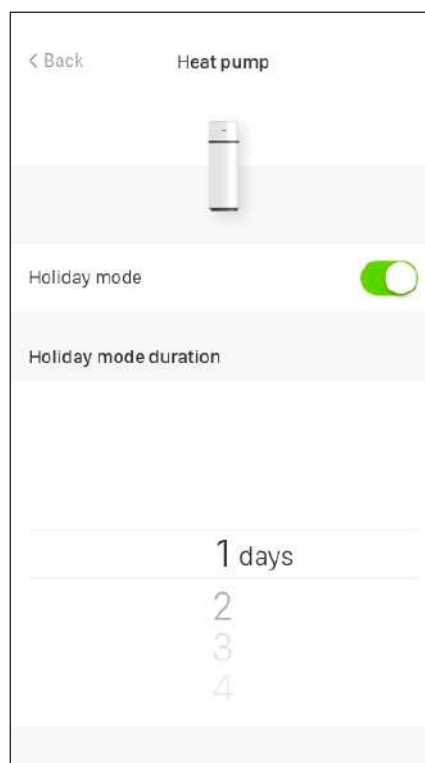 < Back Heat pump
Holiday mode
Holiday mode duration
1 days
2
3
4